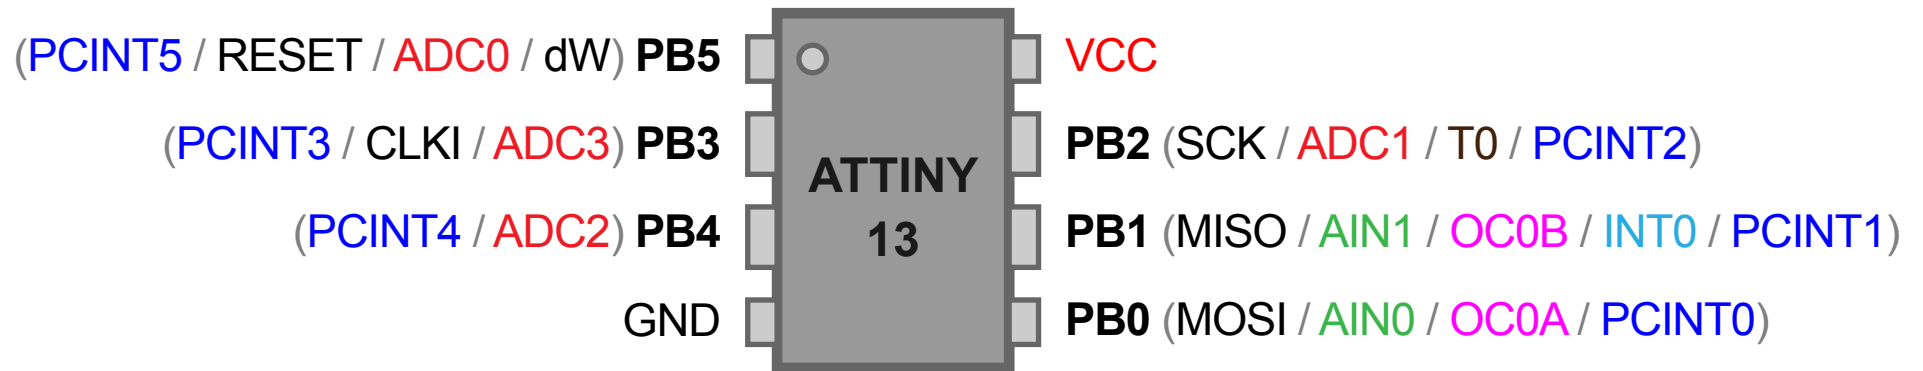 (PCINT5 / RESET / ADC0 / dW) PB5 VCC
(PCINT3 / CLKI / ADC3) PB3 PB2 (SCK / ADC1 / T0 / PCINT2)
ATTINY
(PCINT4 / ADC2) PB4 13 PB1 (MISO / AIN1 / OC0B / INT0 / PCINT1)
GND PB0 (MOSI / AIN0 / OC0A / PCINT0)